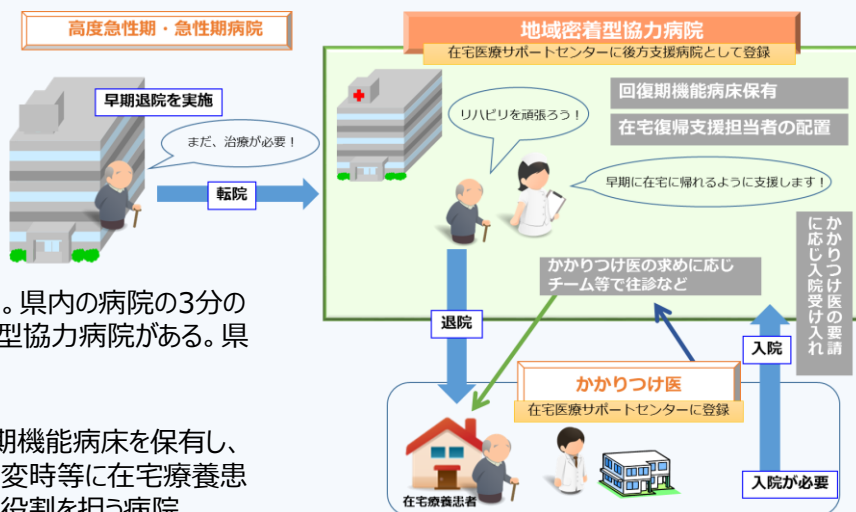 高度急性期・急性期病院
早期退院を実施
まだ、治療が必要！
転院
地域密着型協力病院
在宅医療サポートセンターに後方支援病院として登録
リハビリを頑張ろう！
回復期機能病床保有
在宅復帰支援担当者の配置
早期に在宅に帰れるように支援します！
かかりつけ医の求めに応じ
チーム等で往診など
かかりつけ医の要請
に応じ入院受け入れ
退院
入院
かかりつけ医
在宅医療サポートセンターに登録
在宅療養患者
入院が必要
。県内の病院の3分の
型協力病院がある。県
期機能病床を保有し、
変時等に在宅療養患
役割を担う病院